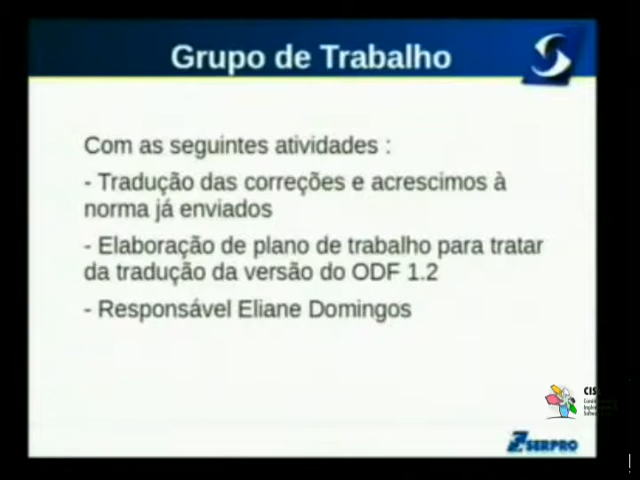 Grupo de Trabalho
Com as seguintes atividades :
- Tradução das correções e acrescimos à
norma já enviados
- Elaboração de plano de trabalho para tratar
da tradução da versão do ODF 1.2
- Responsável Eliane Domingos
CIS
SERPRO